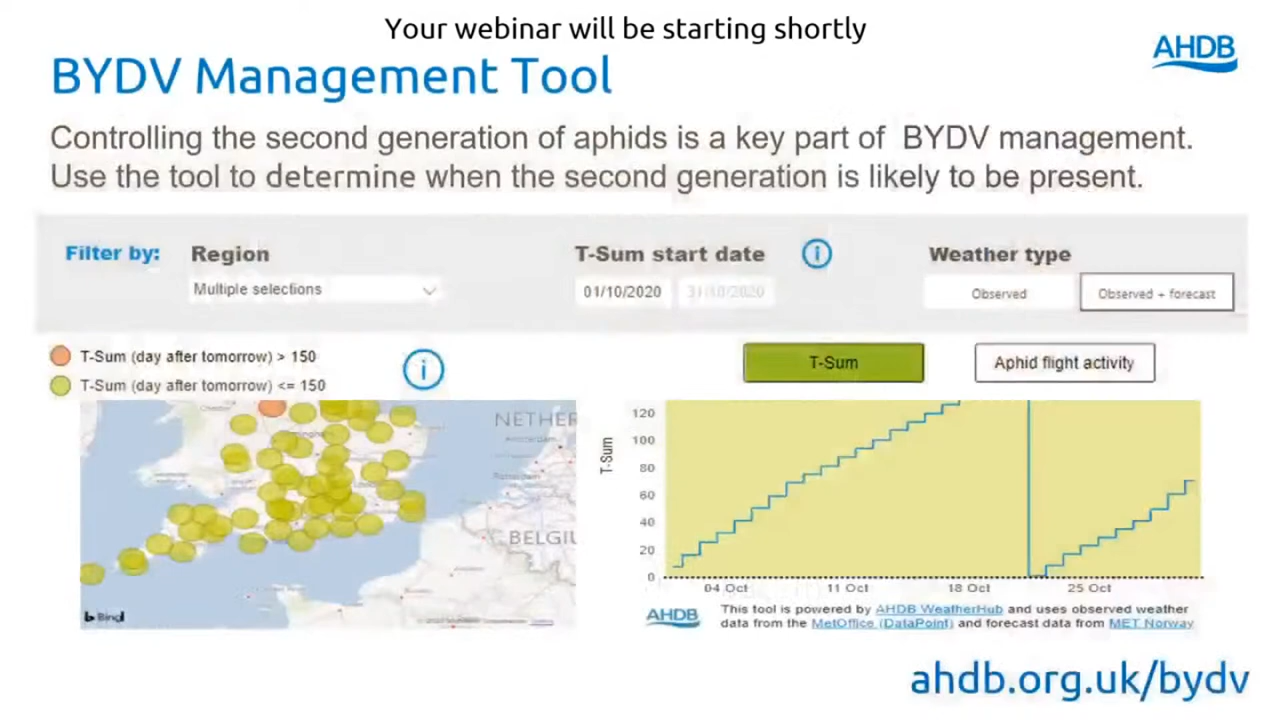 Your webinar will be starting shortly
AHDB
BYDV Management Tool
Controlling the second generation of aphids is a key part of BYDV management.
Use the tool to determine when the second generation is likely to be present.
Filter by:
Region
T-Sum start date
i
Weather type
Multiple selections
01/10/2020
31/10/2020
Observed
Observed + forecast
T-Sum (day after tomorrow) > 150
T-Sum (day after tomorrow) <= 150
i
T-Sum
Aphid flight activity
NETHER
BELGIU
Bing
T-Sum
120
100
80
60
40
20
0
04 Oct
11 Oct
18 Oct
25 Oct
AHDB
This tool is powered by AHDB WeatherHub and uses observed weather
data from the MetOffice (DataPoint) and forecast data from MET Norway
ahdb.org.uk/bydv